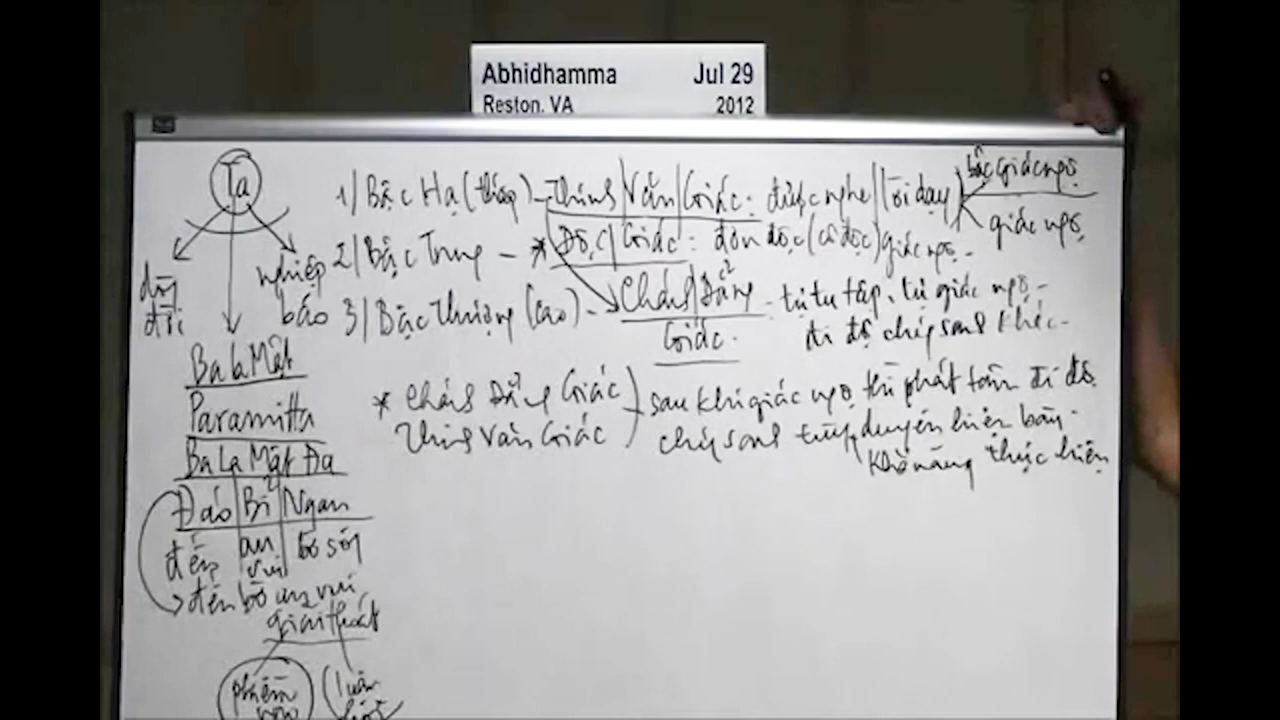 Abhidhamma Jul 29
Reston, VA 2012
Ta
1/ Bậc Hạ (thấp) – Thinh/Văn/Giác: được nghe/lời dạy
bậc giác ngộ
giác ngộ
2/ Bậc Trung – * Độc/Giác: đơn độc (cô độc) giác ngộ.
3/ Bậc Thượng (cao) – Chánh/Đẳng Giác. tự tu tập, tự giác ngộ –
đi độ chúng sanh khác.
đời
nghiệp
báo
* Chánh Đẳng Giác
Thinh Văn Giác
sau khi giác ngộ thì phát tâm đi độ
chúng sanh tùy duyên
khả năng thực hiện
Ba la Mật
Paramitta
Ba La Mật Đa
Đáo Bỉ Ngạn
đến an vui bờ
đến bờ an vui
giải thoát
phiền
luân